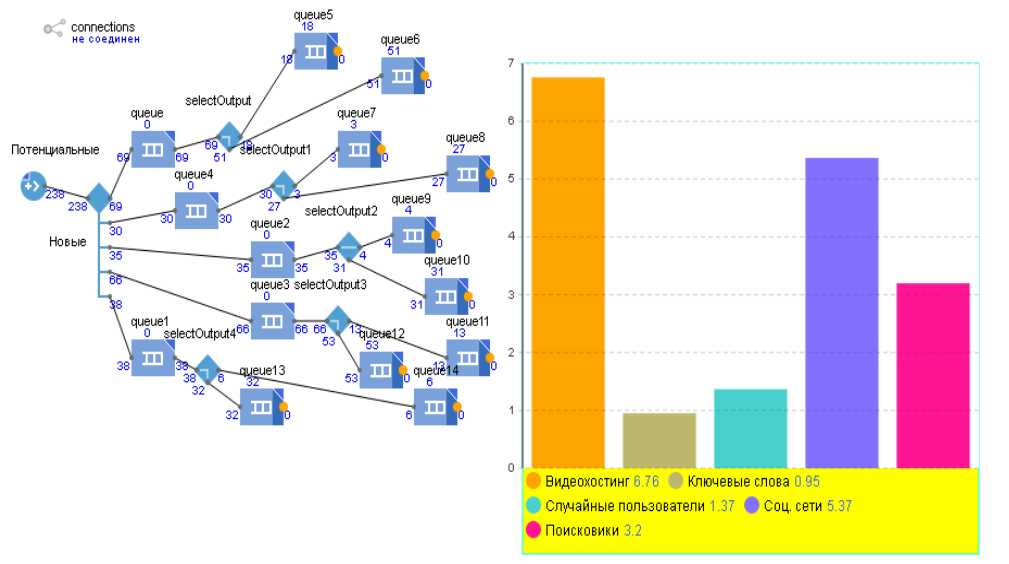 connections
не соединен
queue5
18
18
0
queue6
51
51
0
selectOutput
queue
0
69
69
69
18
51
queue7
3
3
0
selectOutput1
Потенциальные
queue8
27
27
0
queue4
0
30
30
30
3
27
238
238
69
30
35
66
38
Новые
selectOutput2
queue9
4
4
0
queue2
0
35
35
35
4
31
queue10
31
31
0
queue3
0
selectOutput3
66
66
66
13
53
queue11
13
13
0
queue12
53
53
0
queue1
0
38
38
selectOutput4
38
6
32
queue13
32
32
0
queue14
6
6
0
7
6
5
4
3
2
1
0
Видеохостинг 6.76 Ключевые слова 0.95
Случайные пользователи 1.37 Соц. сети 5.37
Поисковики 3.2